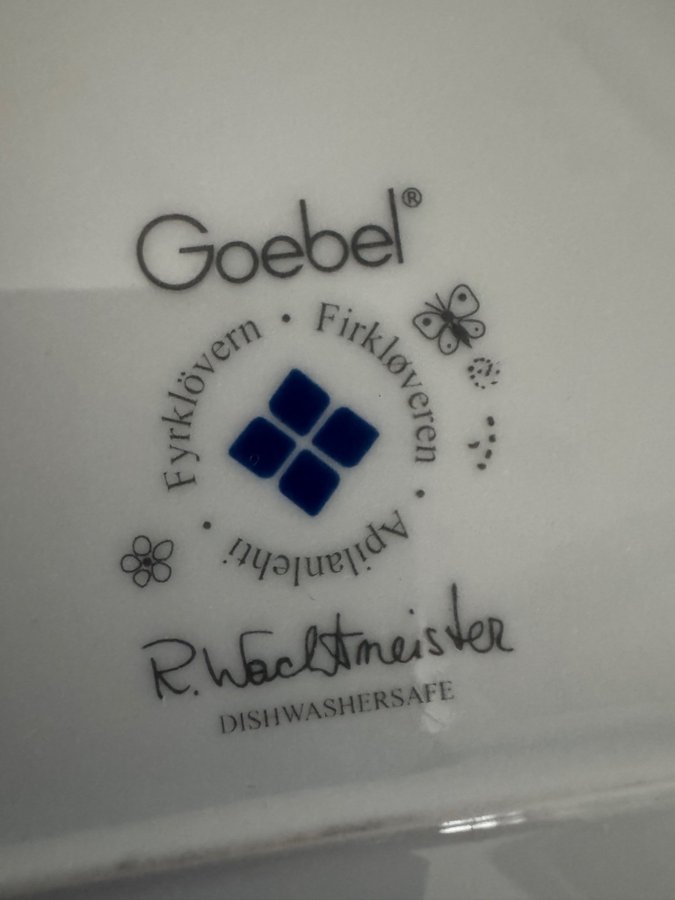 Goebel®
Fyrklövern · Firkløveren · Apilanlehti ·
R. Wachtmeister
DISHWASHERSAFE